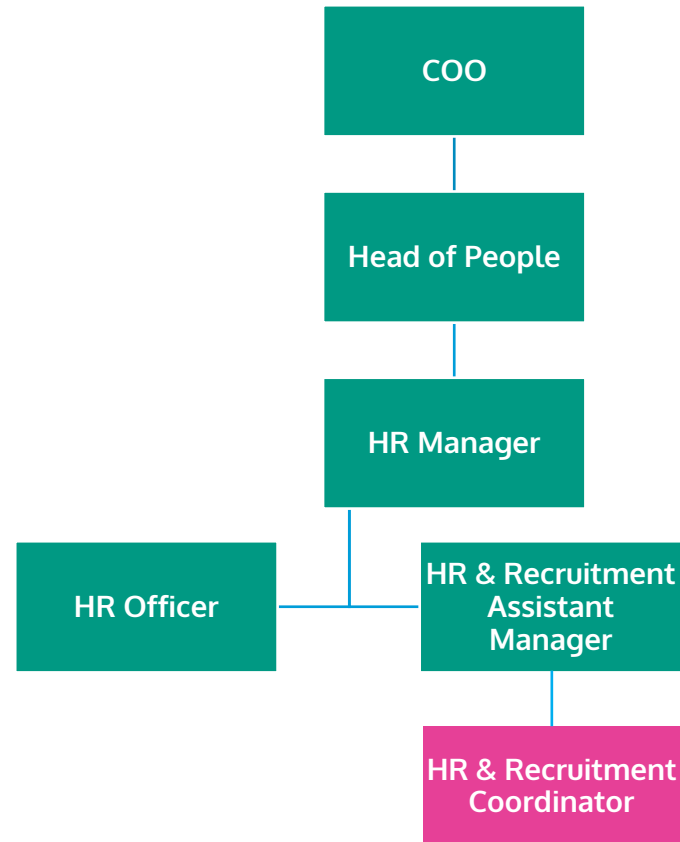 COO
Head of People
HR Manager
HR Officer
HR & Recruitment
Assistant
Manager
HR & Recruitment
Coordinator